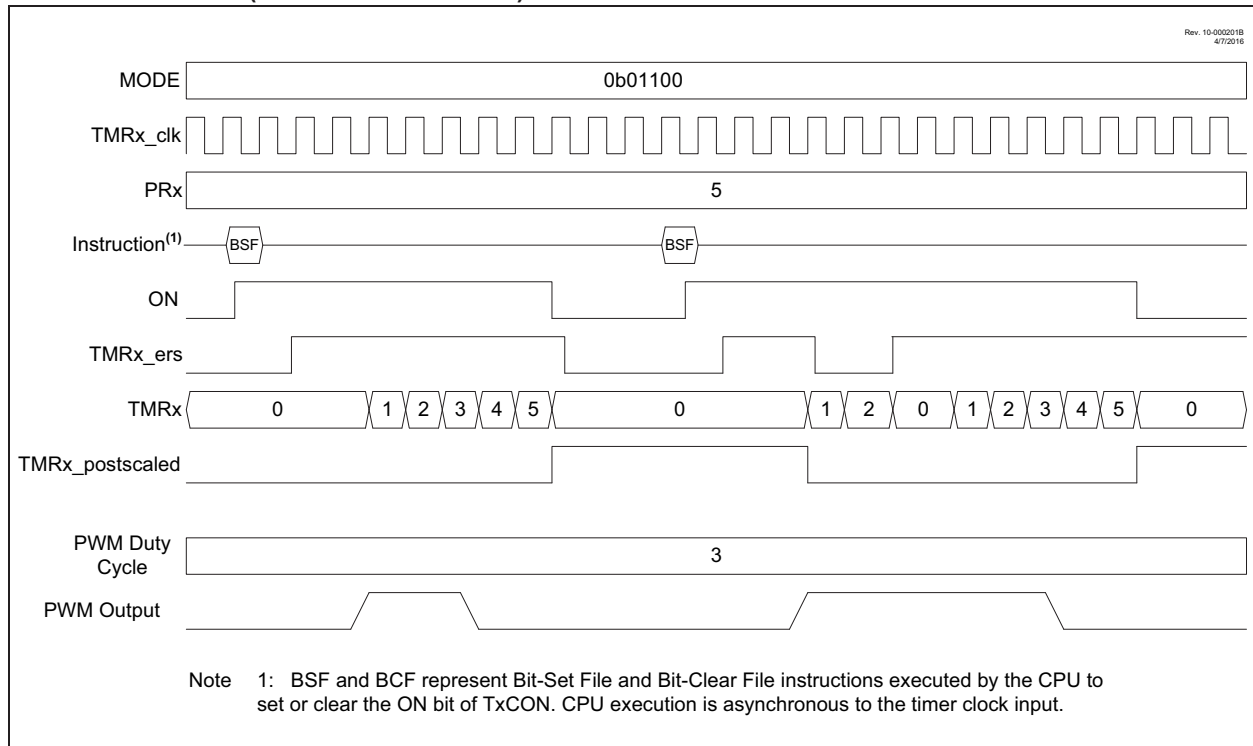 Rev. 10-000201B
4/7/2016
MODE 0b01100
TMRx_clk
PRx 5
Instruction(1) BSF BSF
ON
TMRx_ers
TMRx 0 1 2 3 4 5 0 1 2 0 1 2 3 4 5 0
TMRx_postscaled
PWM Duty
Cycle 3
PWM Output
Note 1: BSF and BCF represent Bit-Set File and Bit-Clear File instructions executed by the CPU to
set or clear the ON bit of TxCON. CPU execution is asynchronous to the timer clock input.